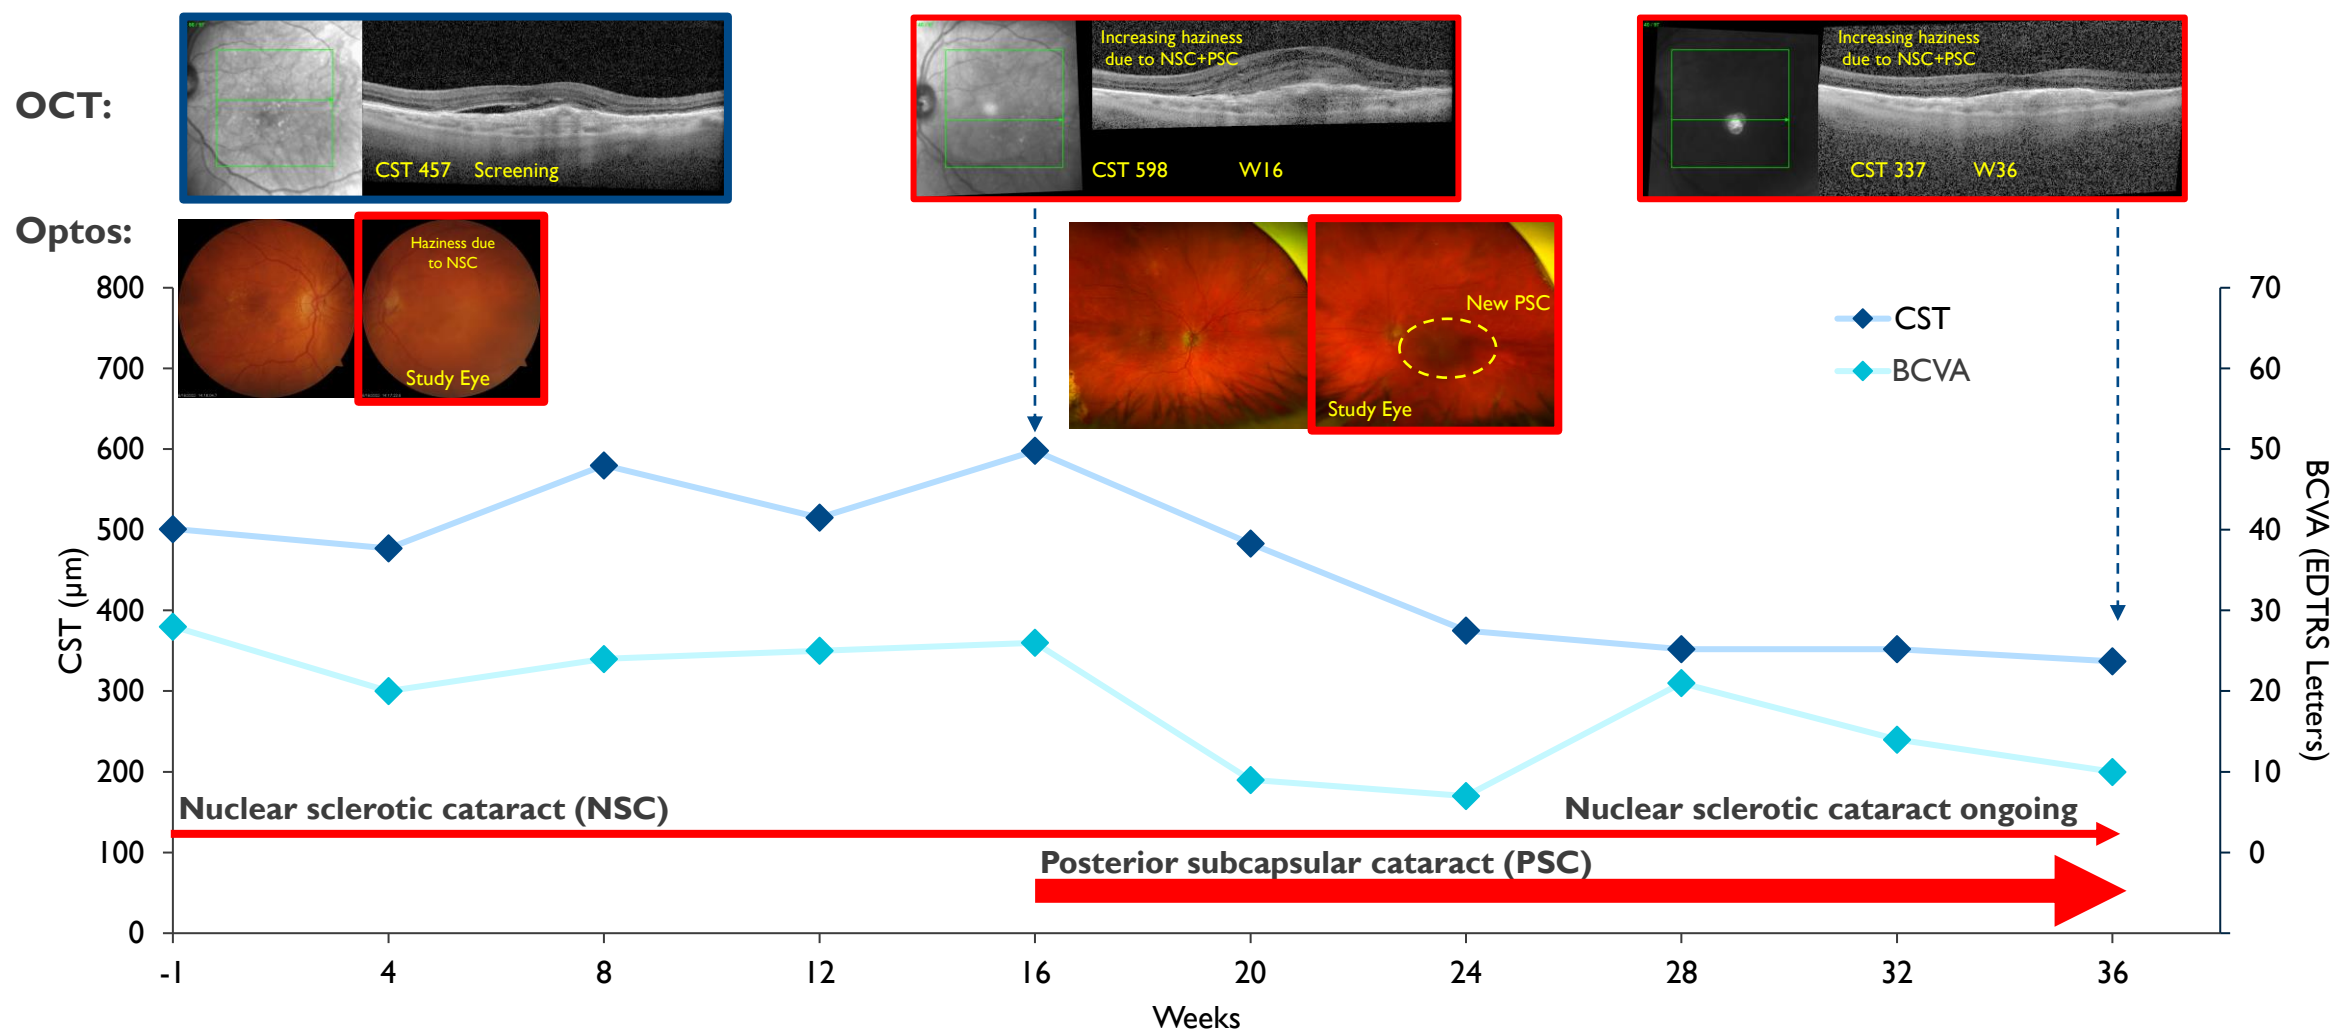 OCT:
Increasing haziness
due to NSC+PSC
Increasing haziness
due to NSC+PSC
CST 457 Screening
CST 598 W16
CST 337 W36
Optos:
Haziness due
to NSC
Study Eye
New PSC
Study Eye
CST
BCVA
800
700
600
500
400
300
200
100
0
CST (µm)
70
60
50
40
30
20
10
0
BCVA (EDTRS Letters)
Nuclear sclerotic cataract (NSC)
Nuclear sclerotic cataract ongoing
Posterior subcapsular cataract (PSC)
-1 4 8 12 16 20 24 28 32 36
Weeks